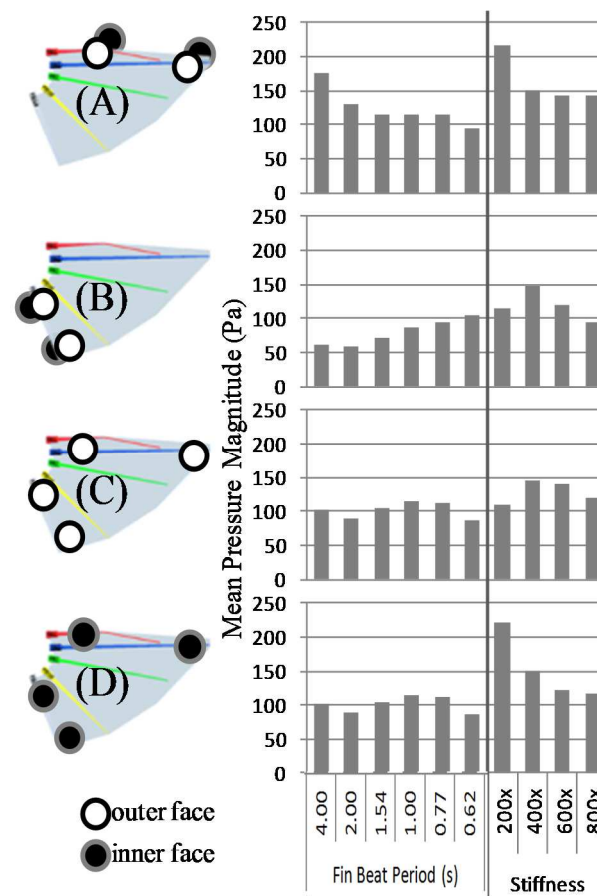 (A)
250
200
150
100
50
0
(B)
250
200
150
100
50
0
(C)
250
200
150
100
50
0
(D)
250
200
150
100
50
0
Mean Pressure Magnitude (Pa)
outer face
inner face
4.00 2.00 1.54 1.00 0.77 0.62 200x 400x 600x 800x
Fin Beat Period (s) Stiffness